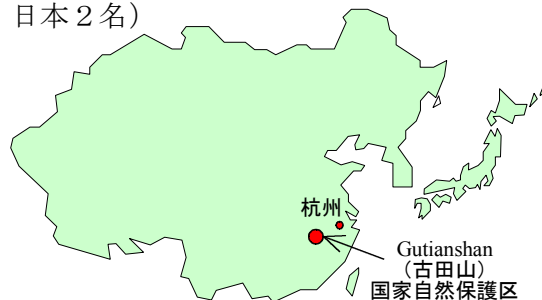 日本２名）
杭州
Gutianshan
（古田山）
国家自然保護区